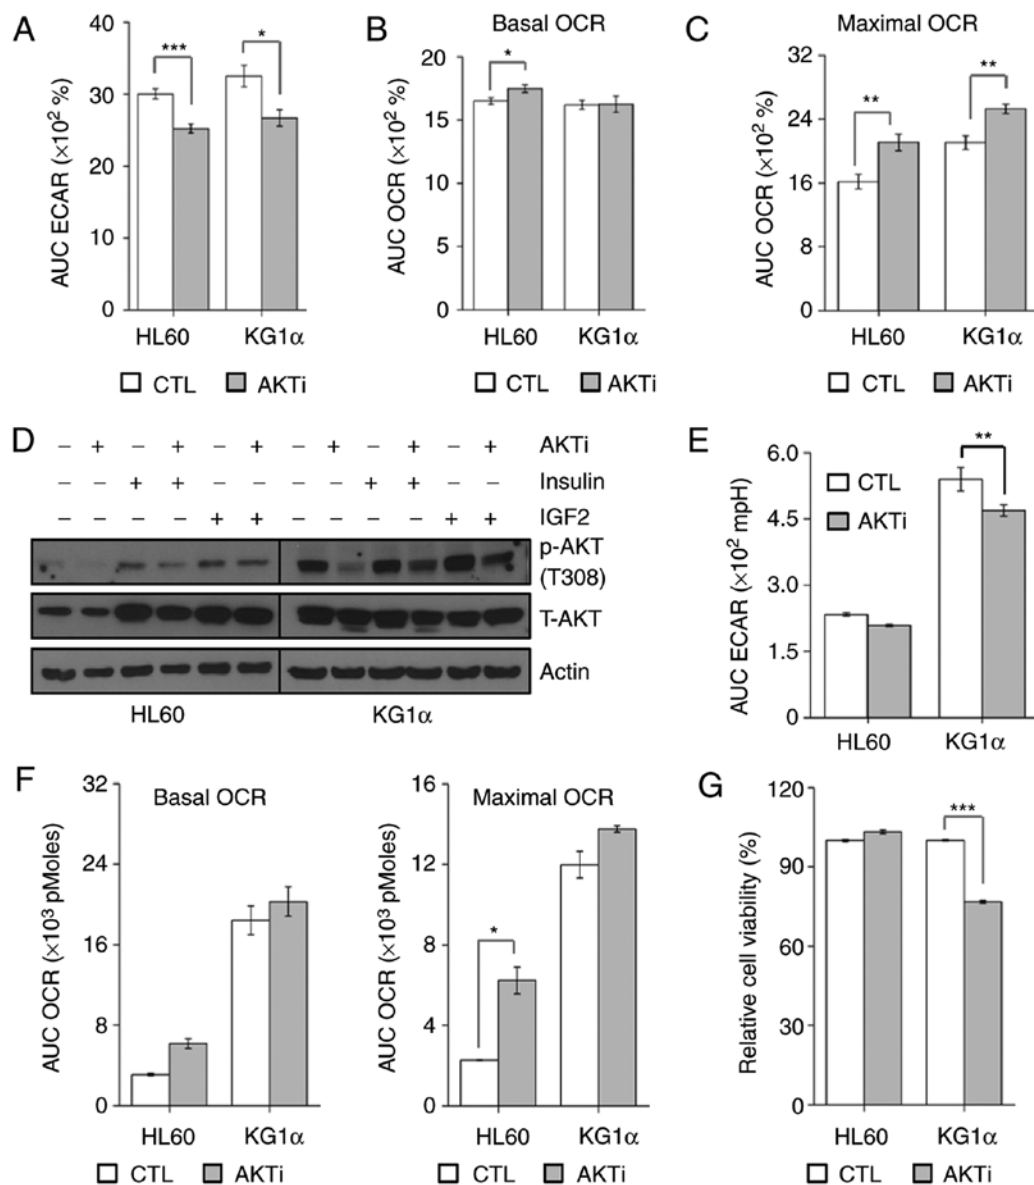 A
AUC ECAR (×10² %)
40
30
20
10
0
***
*
HL60
KG1α
CTL
AKTi
B
Basal OCR
AUC OCR (×10² %)
20
15
10
5
0
*
HL60
KG1α
CTL
AKTi
C
Maximal OCR
AUC OCR (×10² %)
32
24
16
8
0
**
**
HL60
KG1α
CTL
AKTi
D
– + – + – + – + – + – + AKTi
– – + + – – – – + + – – Insulin
– – – – + + – – – – + + IGF2
p-AKT
(T308)
T-AKT
Actin
HL60
KG1α
E
AUC ECAR (×10² mpH)
6.0
4.5
3.0
1.5
0
**
CTL
AKTi
HL60
KG1α
F
Basal OCR
AUC OCR (×10³ pMoles)
32
24
16
8
0
HL60
KG1α
CTL
AKTi
Maximal OCR
AUC OCR (×10³ pMoles)
16
12
8
4
0
*
HL60
KG1α
CTL
AKTi
G
Relative cell viability (%)
120
90
60
30
0
***
HL60
KG1α
CTL
AKTi